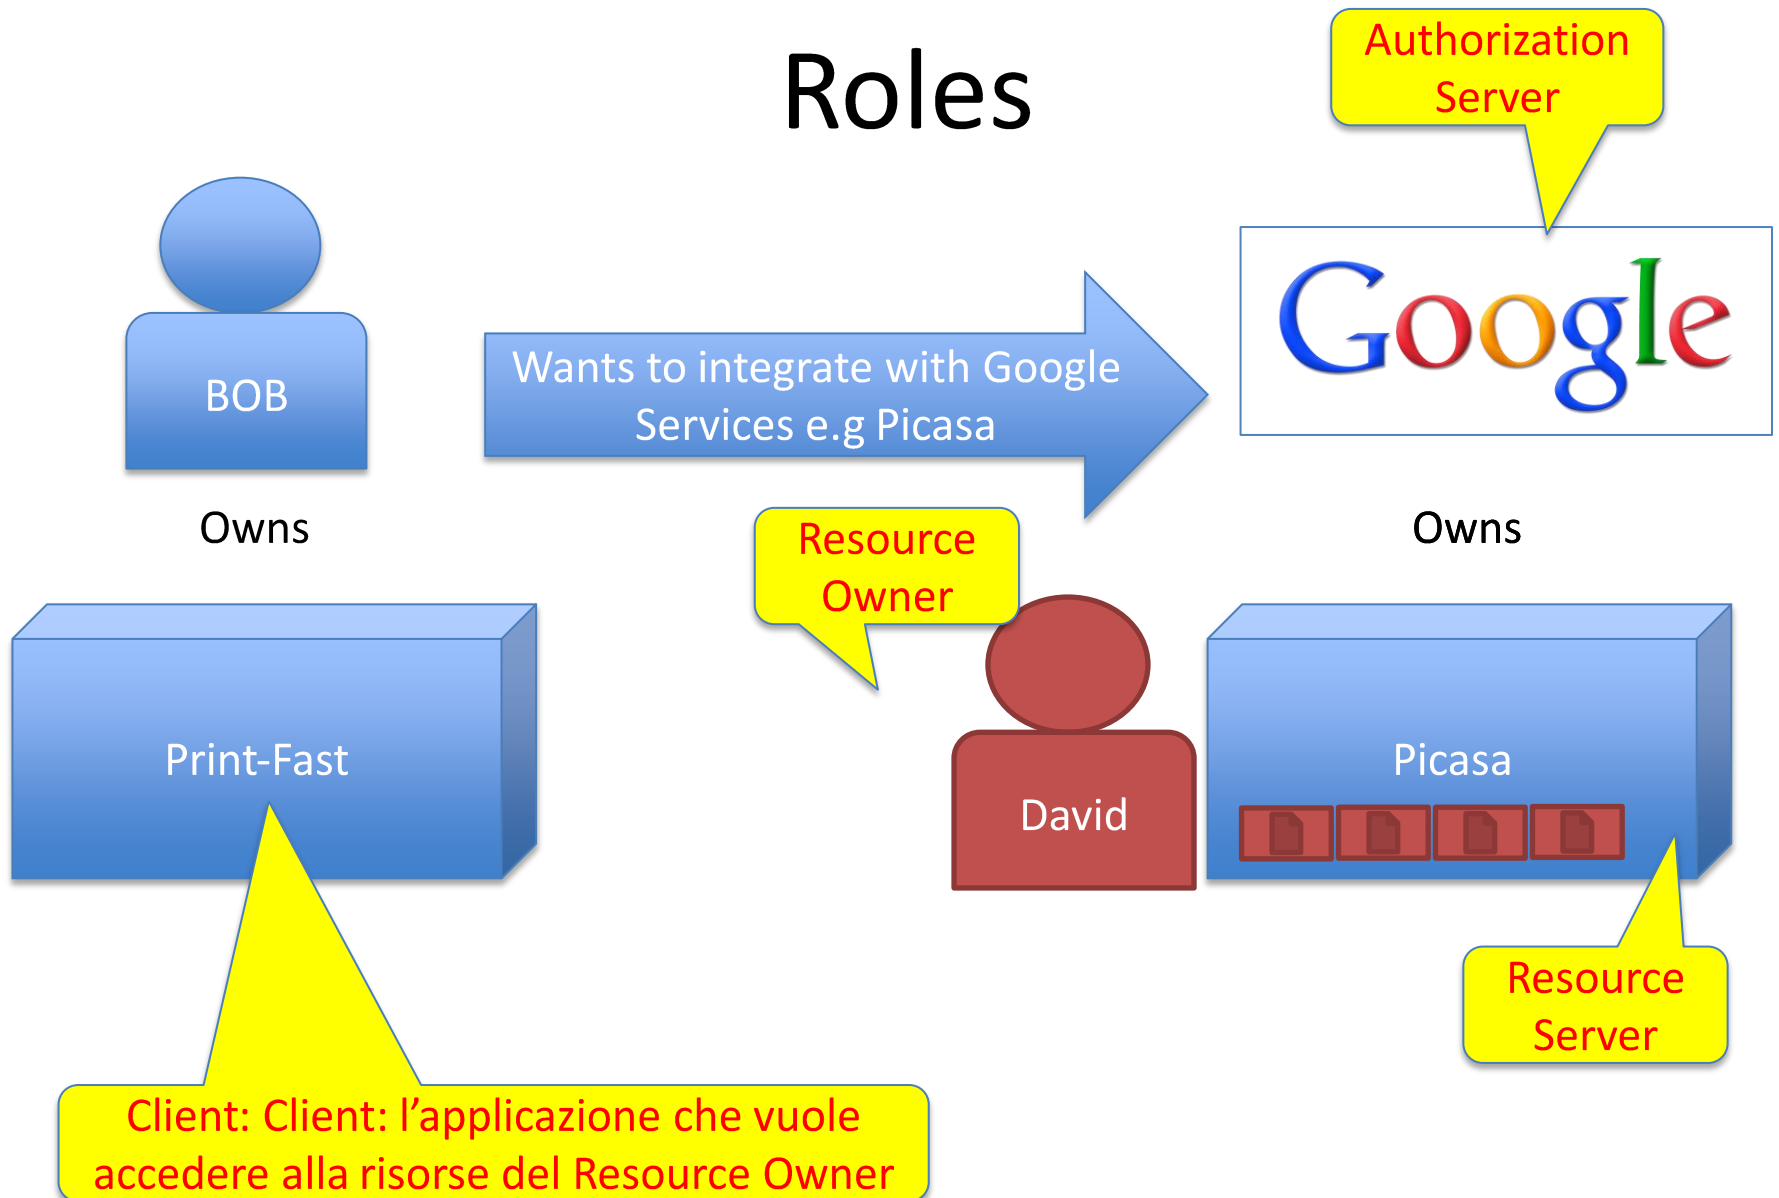 Roles
Authorization
Server
Google
BOB
Wants to integrate with Google
Services e.g Picasa
Owns
Owns
Resource
Owner
Print-Fast
David
Picasa
Resource
Server
Client: Client: l’applicazione che vuole
accedere alla risorse del Resource Owner